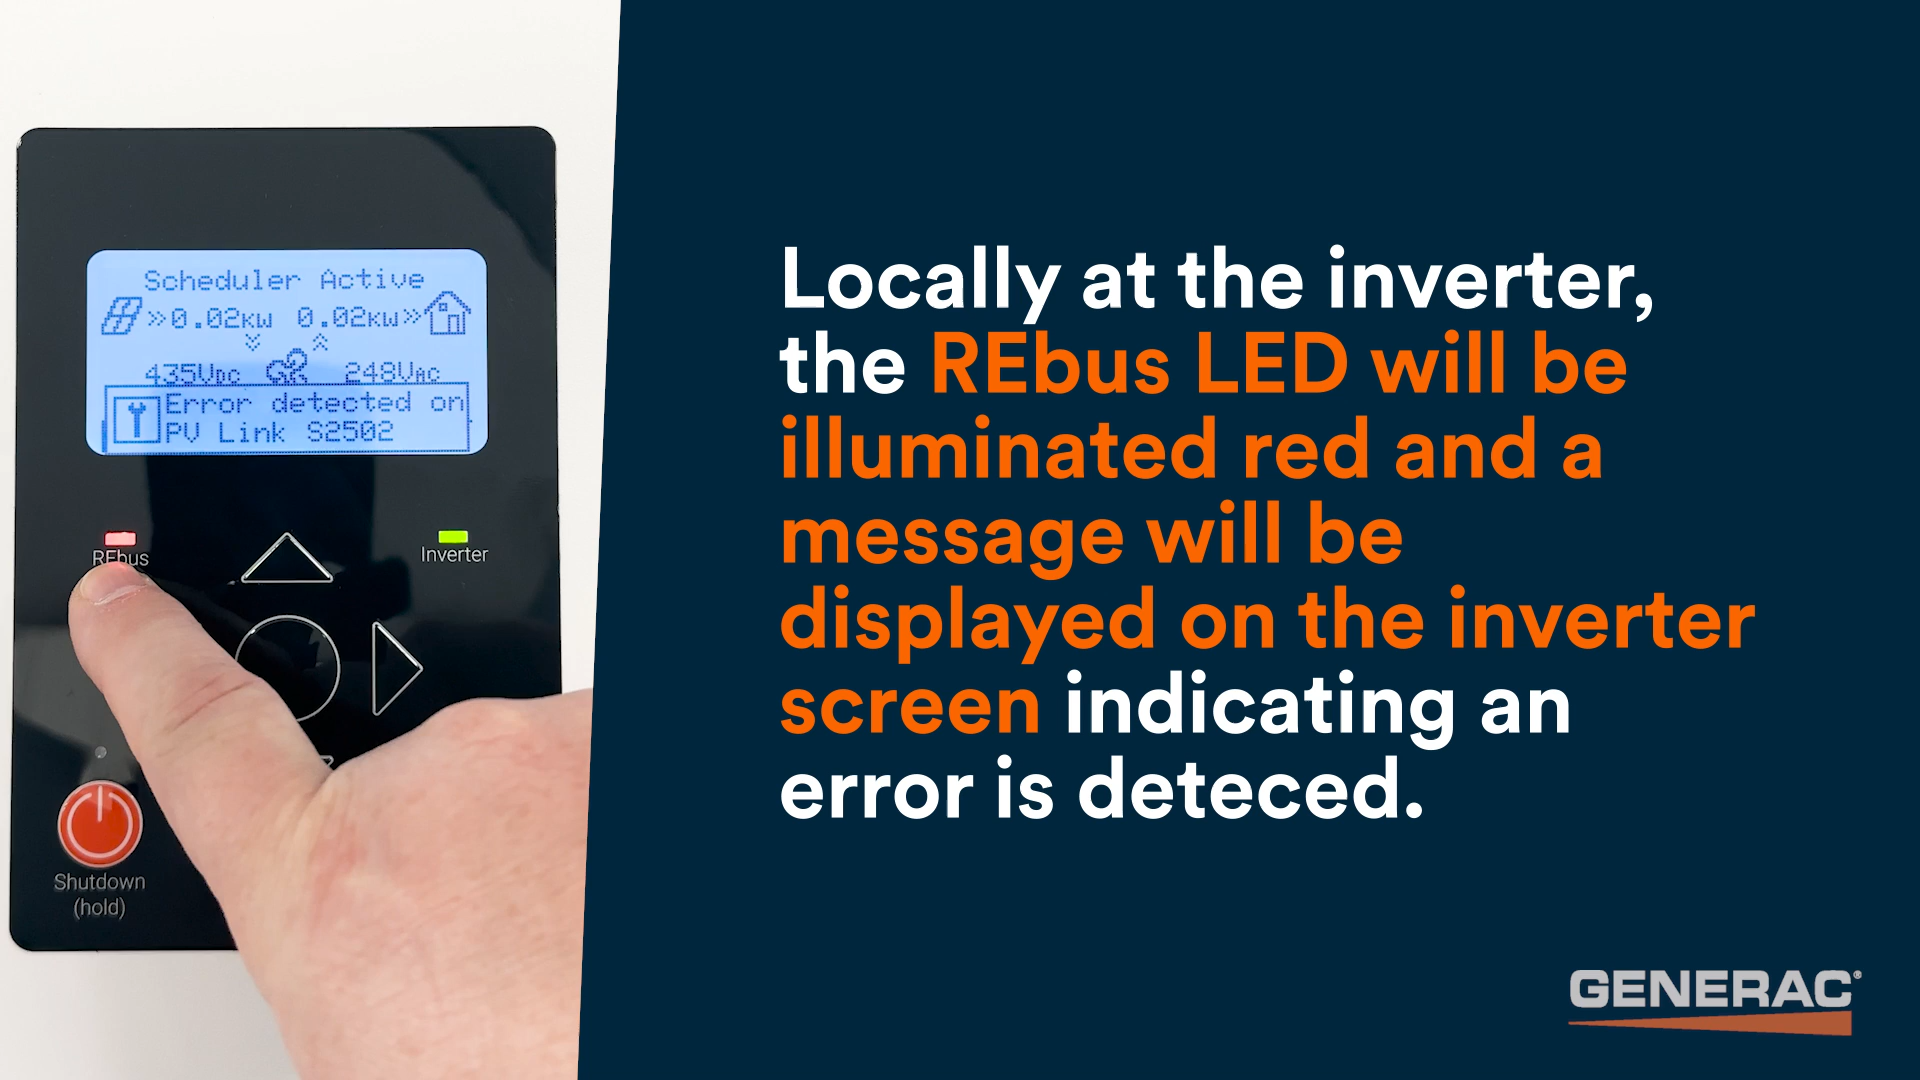 Scheduler Active
»0.02kW 0.02kW»
435VDC 248VAC
Error detected on
PV Link S2502
REbus
Inverter
Shutdown
(hold)
Locally at the inverter,
the REbus LED will be
illuminated red and a
message will be
displayed on the inverter
screen indicating an
error is deteced.
GENERAC®